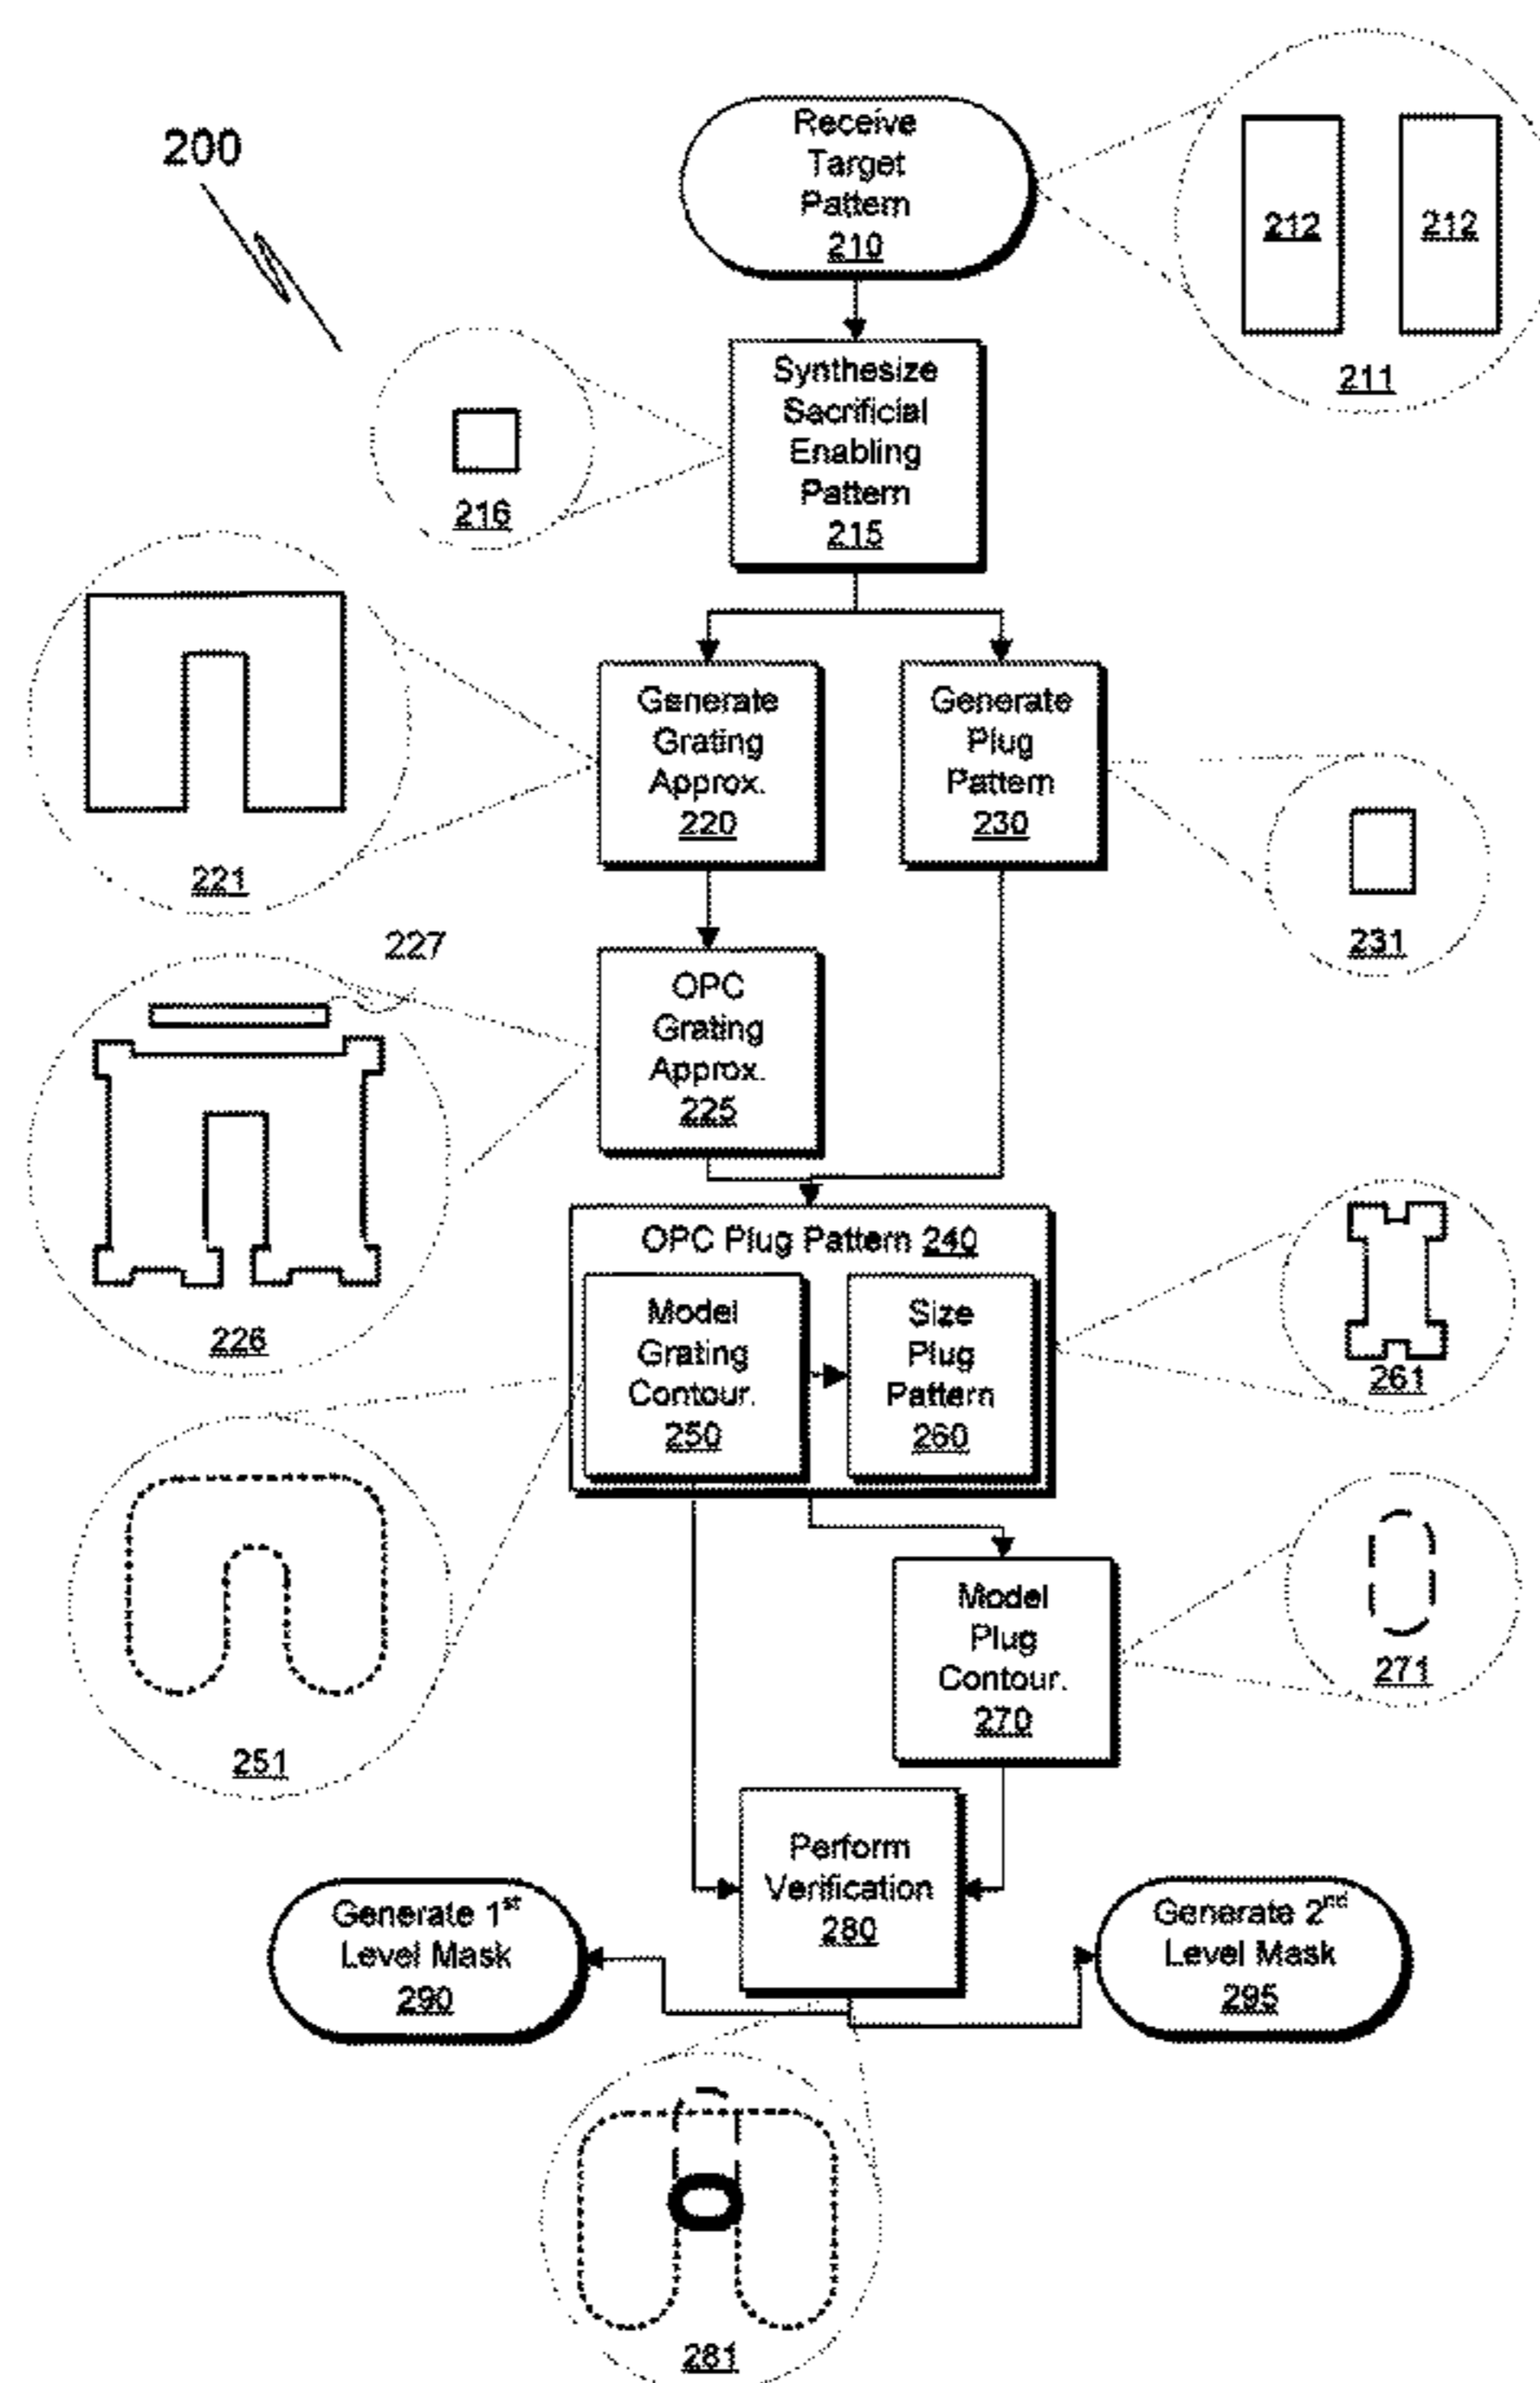 200
Receive
Target
Pattern
210
212
212
211
Synthesize
Sacrificial
Enabling
Pattern
215
216
221
Generate
Grating
Approx.
220
Generate
Plug
Pattern
230
231
227
OPC
Grating
Approx.
225
226
OPC Plug Pattern 240
Model
Grating
Contour.
250
Size
Plug
Pattern
260
261
251
Model
Plug
Contour.
270
271
Perform
Verification
280
Generate 1st
Level Mask
290
Generate 2nd
Level Mask
295
281